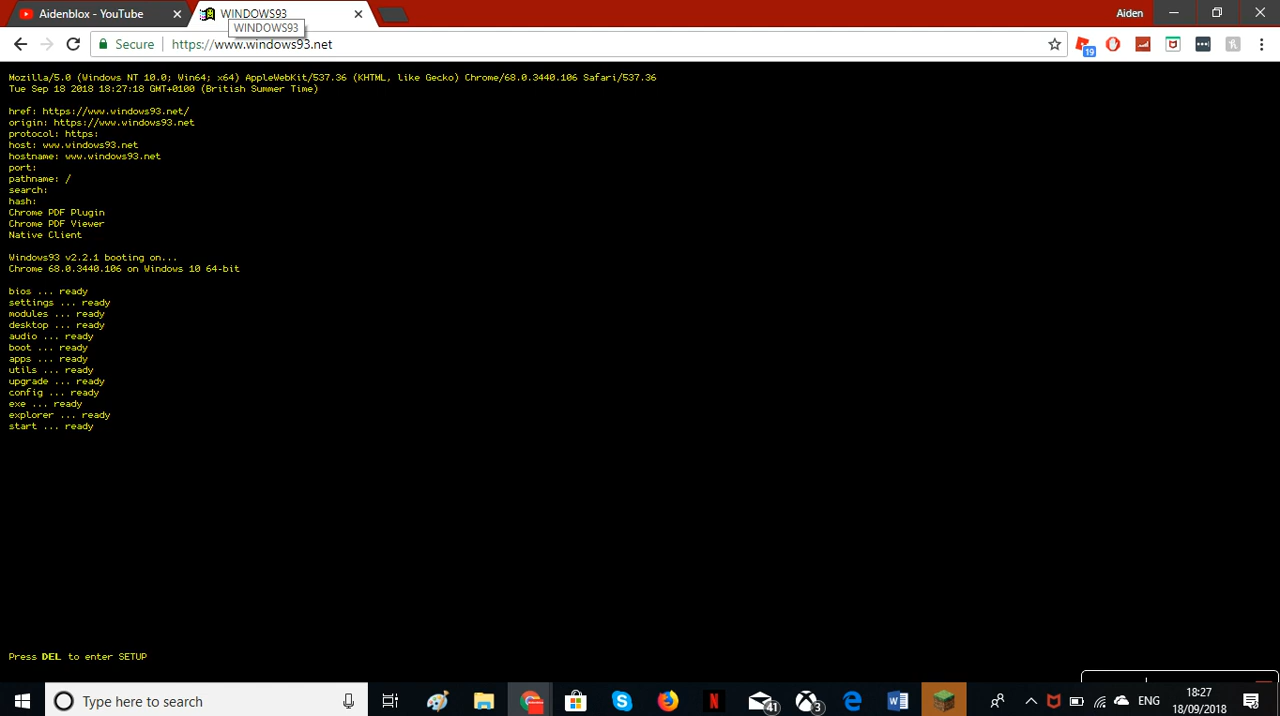 Aidenblox - YouTube
WINDOWS93
Aiden
WINDOWS93
Secure
https://www.windows93.net
19
Mozilla/5.0 (Windows NT 10.0; Win64; x64) AppleWebKit/537.36 (KHTML, like Gecko) Chrome/68.0.3440.106 Safari/537.36
Tue Sep 18 2018 18:27:18 GMT+0100 (British Summer Time)
href: https://www.windows93.net/
origin: https://www.windows93.net
protocol: https:
host: www.windows93.net
hostname: www.windows93.net
port:
pathname: /
search:
hash:
Chrome PDF Plugin
Chrome PDF Viewer
Native Client
Windows93 v2.2.1 booting on...
Chrome 68.0.3440.106 on Windows 10 64-bit
bios ... ready
settings ... ready
modules ... ready
desktop ... ready
audio ... ready
boot ... ready
apps ... ready
utils ... ready
upgrade ... ready
config ... ready
exe ... ready
explorer ... ready
start ... ready
Press DEL to enter SETUP
Type here to search
N
41
3
W
ENG
18:27
18/09/2018